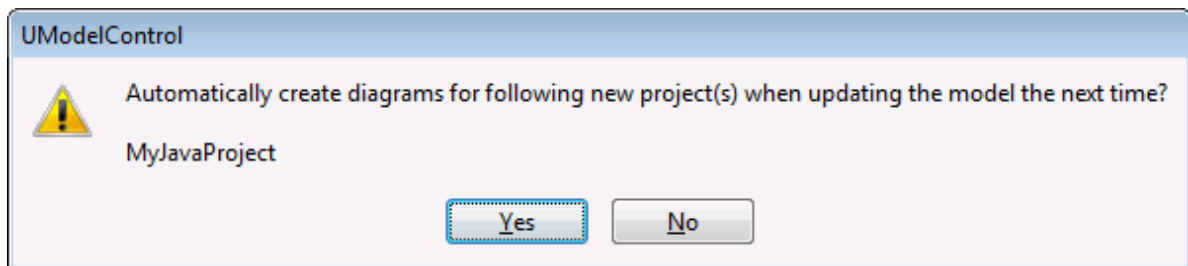 UModelControl
Automatically create diagrams for following new project(s) when updating the model the next time?
MyJavaProject
Yes No